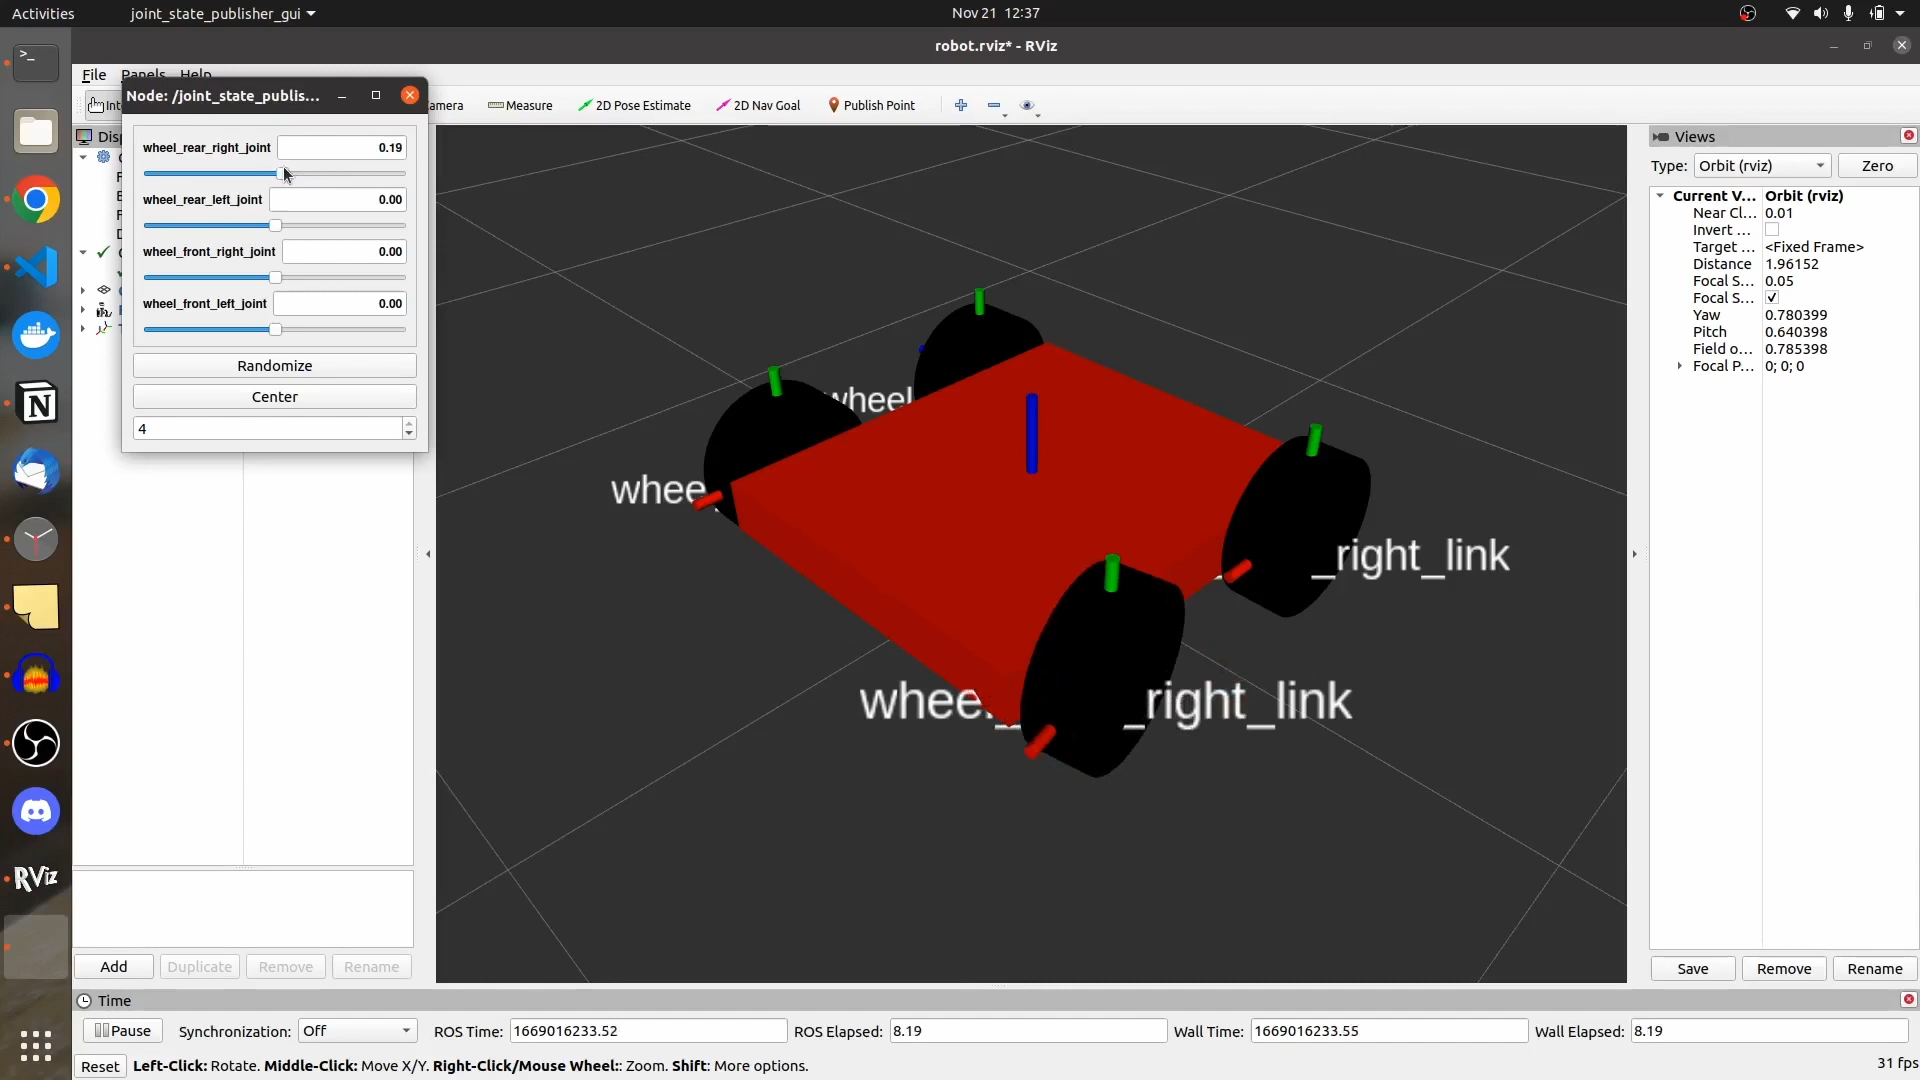 Activities
joint_state_publisher_gui
Nov 21 12:37
robot.rviz* - RViz
File Panels Help
Node: /joint_state_publis...
Measure
2D Pose Estimate
2D Nav Goal
Publish Point
wheel_rear_right_joint 0.19
wheel_rear_left_joint 0.00
wheel_front_right_joint 0.00
wheel_front_left_joint 0.00
Randomize
Center
4
Views
Type: Orbit (rviz) Zero
Current V... Orbit (rviz)
Near Cl... 0.01
Invert ...
Target ... <Fixed Frame>
Distance 1.96152
Focal S... 0.05
Focal S...
Yaw 0.780399
Pitch 0.640398
Field o... 0.785398
Focal P... 0; 0; 0
wheel
whee
_right_link
whee
_right_link
RViz
Add Duplicate Remove Rename
Save Remove Rename
Time
Pause Synchronization: Off ROS Time: 1669016233.52 ROS Elapsed: 8.19 Wall Time: 1669016233.55 Wall Elapsed: 8.19
Reset Left-Click: Rotate. Middle-Click: Move X/Y. Right-Click/Mouse Wheel:: Zoom. Shift: More options. 31 fps